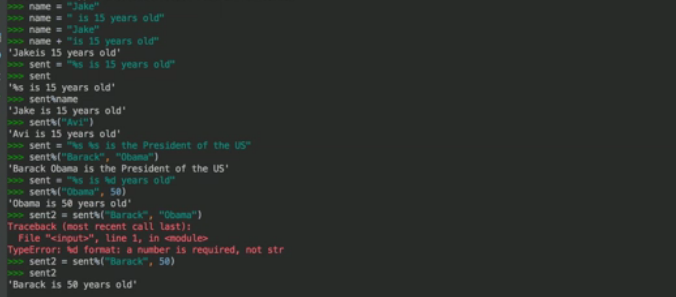 >>> name = "Jake"
>>> name = " is 15 years old"
>>> name = "Jake"
>>> name + "is 15 years old"
'Jakeis 15 years old'
>>> sent = "%s is 15 years old"
>>> sent
'%s is 15 years old'
>>> sent%name
'Jake is 15 years old'
>>> sent%("Avi")
'Avi is 15 years old'
>>> sent = "%s %s is the President of the US"
>>> sent%("Barack", "Obama")
'Barack Obama is the President of the US'
>>> sent = "%s is %d years old"
>>> sent%("Obama", 50)
'Obama is 50 years old'
>>> sent2 = sent%("Barack", "Obama")
Traceback (most recent call last):
  File "<input>", line 1, in <module>
TypeError: %d format: a number is required, not str
>>> sent2 = sent%("Barack", 50)
>>> sent2
'Barack is 50 years old'